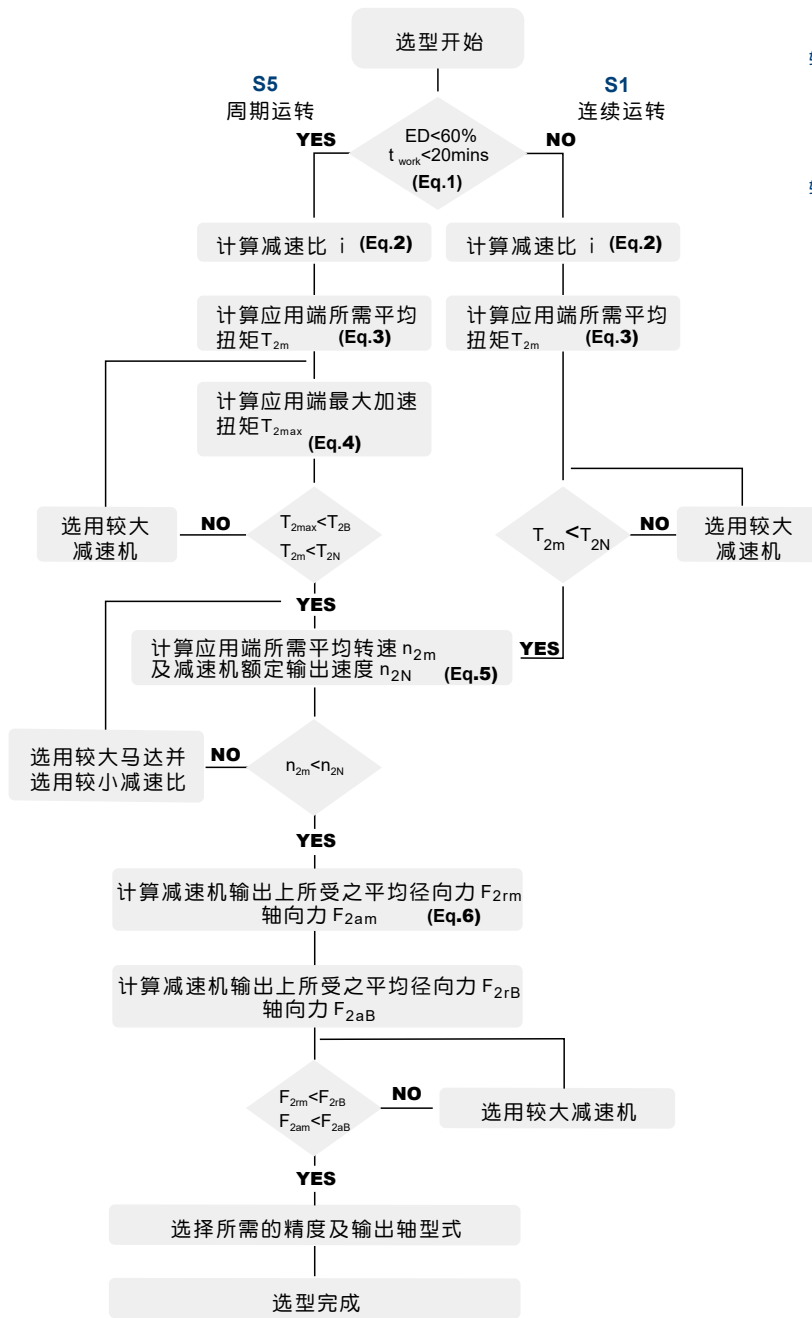 选型开始
S5
周期运转
S1
连续运转
YES
ED<60%
t work<20mins
(Eq.1)
NO
计算减速比 i (Eq.2)
计算减速比 i (Eq.2)
计算应用端所需平均
扭矩T2m (Eq.3)
计算应用端所需平均
扭矩T2m (Eq.3)
计算应用端最大加速
扭矩T2max
(Eq.4)
选用较大
减速机
NO
T2max<T2B
T2m<T2N
T2m<T2N
NO
选用较大
减速机
YES
计算应用端所需平均转速 n2m
及减速机额定输出速度 n2N (Eq.5)
YES
选用较大马达并
选用较小减速比
NO
n2m<n2N
YES
计算减速机输出上所受之平均径向力 F2rm
轴向力 F2am (Eq.6)
计算减速机输出上所受之平均径向力 F2rB
轴向力 F2aB
F2rm<F2rB
F2am<F2aB
NO
选用较大减速机
YES
选择所需的精度及输出轴型式
选型完成